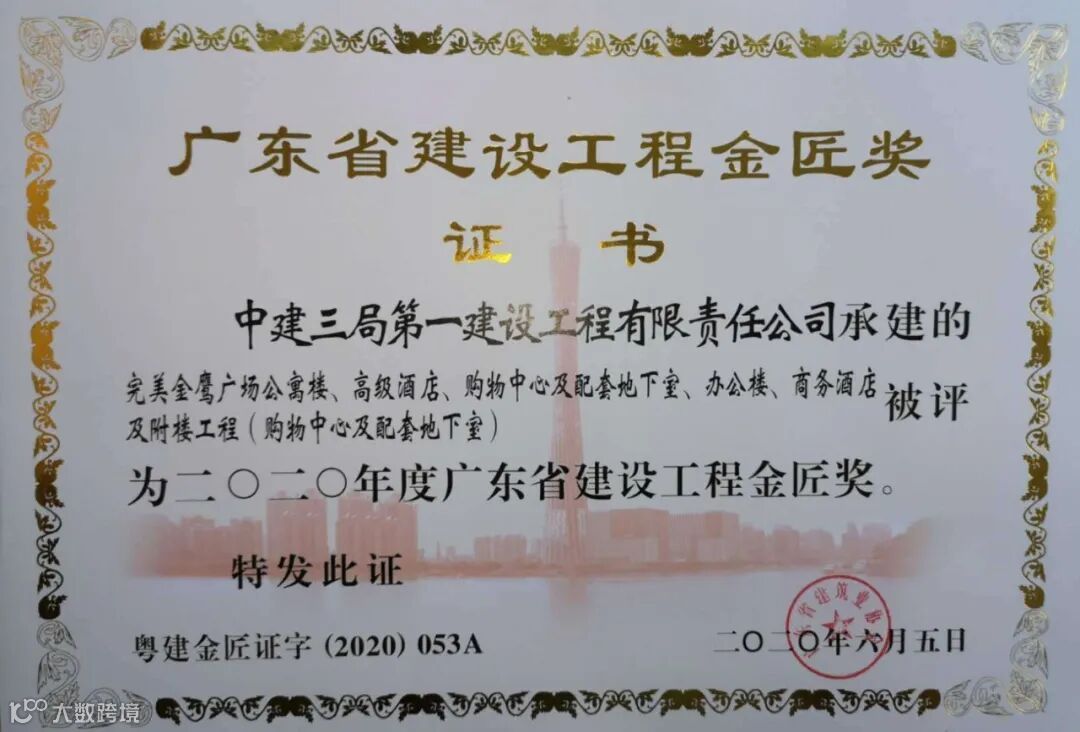 广东省建设工程金匠奖
证 书
中建三局第一建设工程有限责任公司承建的
完美金鹰广场公寓楼、高级酒店、购物中心及配套地下室、办公楼、商务酒店
及附楼工程（购物中心及配套地下室）
被评
为二〇二〇年度广东省建设工程金匠奖。
特发此证
粤建金匠证字 (2020) 053A
二〇二〇年六月五日
省建筑业协
大数跨境